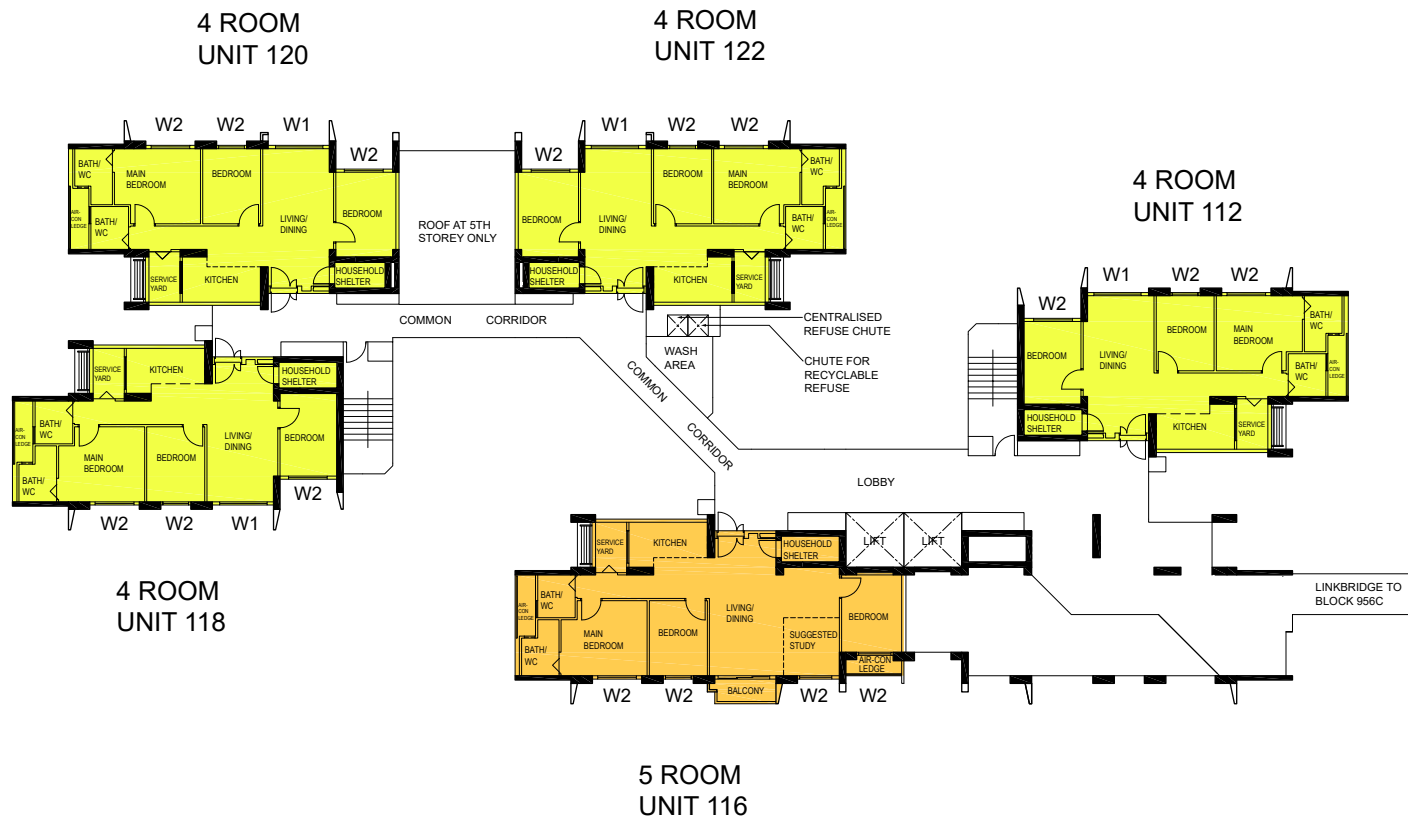 4 ROOM
UNIT 120
4 ROOM
UNIT 122
4 ROOM
UNIT 112
W2
W2
W1
W2
BATH/
WC
MAIN
BEDROOM
BEDROOM
LIVING/
DINING
BEDROOM
AIR-
CON
LEDGE
BATH/
WC
SERVICE
YARD
KITCHEN
HOUSEHOLD
SHELTER
ROOF AT 5TH
STOREY ONLY
W2
W1
W2
W2
BEDROOM
LIVING/
DINING
BEDROOM
MAIN
BEDROOM
BATH/
WC
BATH/
WC
AIR-
CON
LEDGE
HOUSEHOLD
SHELTER
KITCHEN
SERVICE
YARD
COMMON CORRIDOR
CENTRALISED
REFUSE CHUTE
WASH
AREA
CHUTE FOR
RECYCLABLE
REFUSE
COMMON
CORRIDOR
W2
W1
W2
W2
BEDROOM
LIVING/
DINING
BEDROOM
MAIN
BEDROOM
BATH/
WC
BATH/
WC
AIR-
CON
LEDGE
HOUSEHOLD
SHELTER
KITCHEN
SERVICE
YARD
SERVICE
YARD
KITCHEN
HOUSEHOLD
SHELTER
AIR-
CON
LEDGE
BATH/
WC
BATH/
WC
MAIN
BEDROOM
BEDROOM
LIVING/
DINING
BEDROOM
W2
W2
W1
W2
4 ROOM
UNIT 118
LOBBY
LIFT
LIFT
SERVICE
YARD
KITCHEN
HOUSEHOLD
SHELTER
AIR-
CON
LEDGE
BATH/
WC
BATH/
WC
MAIN
BEDROOM
BEDROOM
LIVING/
DINING
SUGGESTED
STUDY
BEDROOM
AIR-CON
LEDGE
BALCONY
W2
W2
W2
W2
LINKBRIDGE TO
BLOCK 956C
5 ROOM
UNIT 116